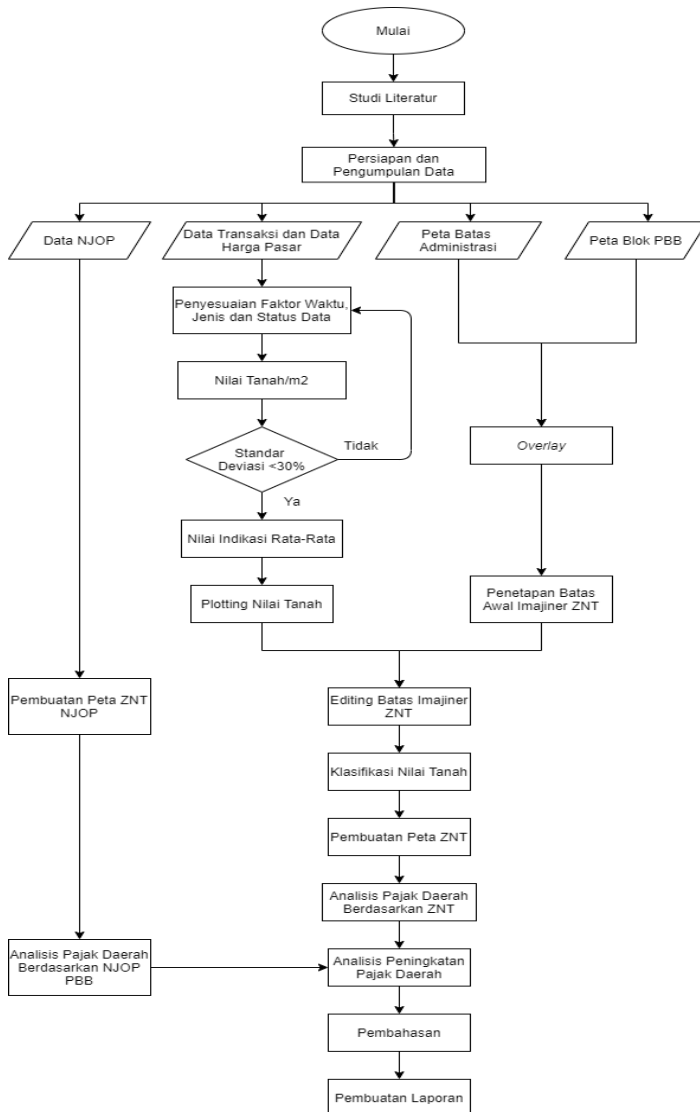 Mulai
Studi Literatur
Persiapan dan
Pengumpulan Data
Data NJOP
Data Transaksi dan Data
Harga Pasar
Peta Batas
Administrasi
Peta Blok PBB
Penyesuaian Faktor Waktu,
Jenis dan Status Data
Nilai Tanah/m2
Standar
Deviasi <30%
Tidak
Ya
Overlay
Nilai Indikasi Rata-Rata
Plotting Nilai Tanah
Penetapan Batas
Awal Imajiner ZNT
Pembuatan Peta ZNT
NJOP
Editing Batas Imajiner
ZNT
Klasifikasi Nilai Tanah
Pembuatan Peta ZNT
Analisis Pajak Daerah
Berdasarkan ZNT
Analisis Pajak Daerah
Berdasarkan NJOP
PBB
Analisis Peningkatan
Pajak Daerah
Pembahasan
Pembuatan Laporan